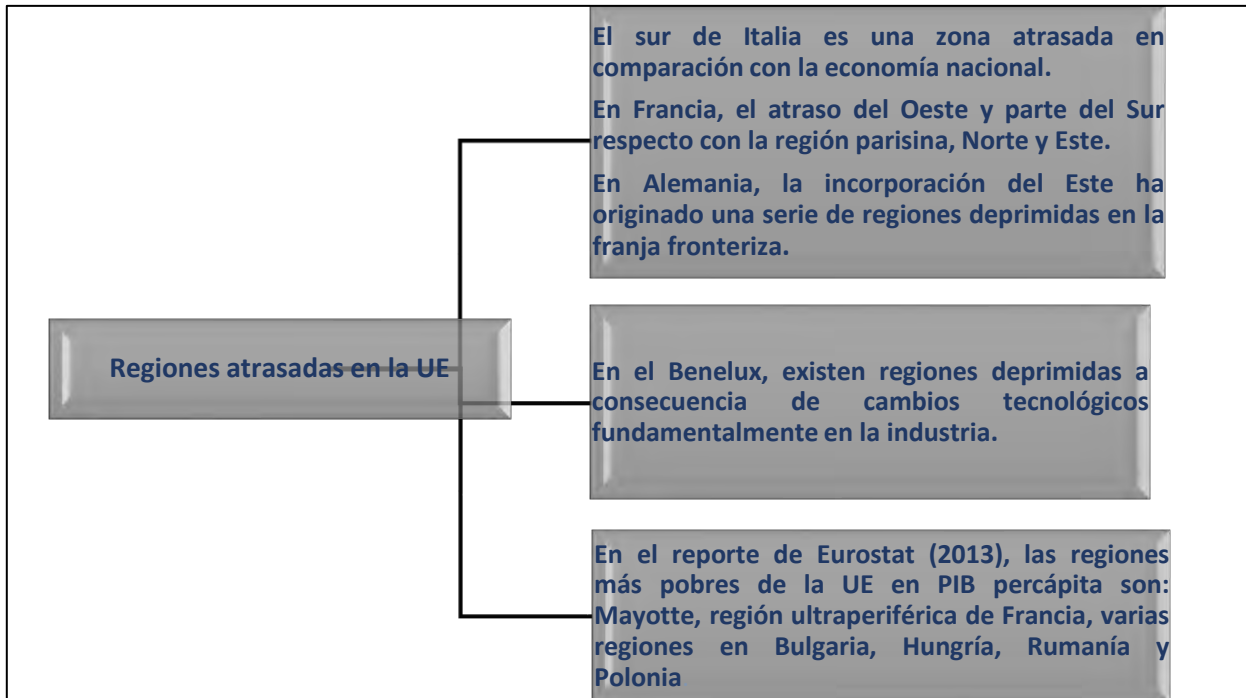 Regiones atrasadas en la UE
El sur de Italia es una zona atrasada en
comparación con la economía nacional.
En Francia, el atraso del Oeste y parte del Sur
respecto con la región parisina, Norte y Este.
En Alemania, la incorporación del Este ha
originado una serie de regiones deprimidas en la
franja fronteriza.
En el Benelux, existen regiones deprimidas a
consecuencia de cambios tecnológicos
fundamentalmente en la industria.
En el reporte de Eurostat (2013), las regiones
más pobres de la UE en PIB percápita son:
Mayotte, región ultraperiférica de Francia, varias
regiones en Bulgaria, Hungría, Rumanía y
Polonia